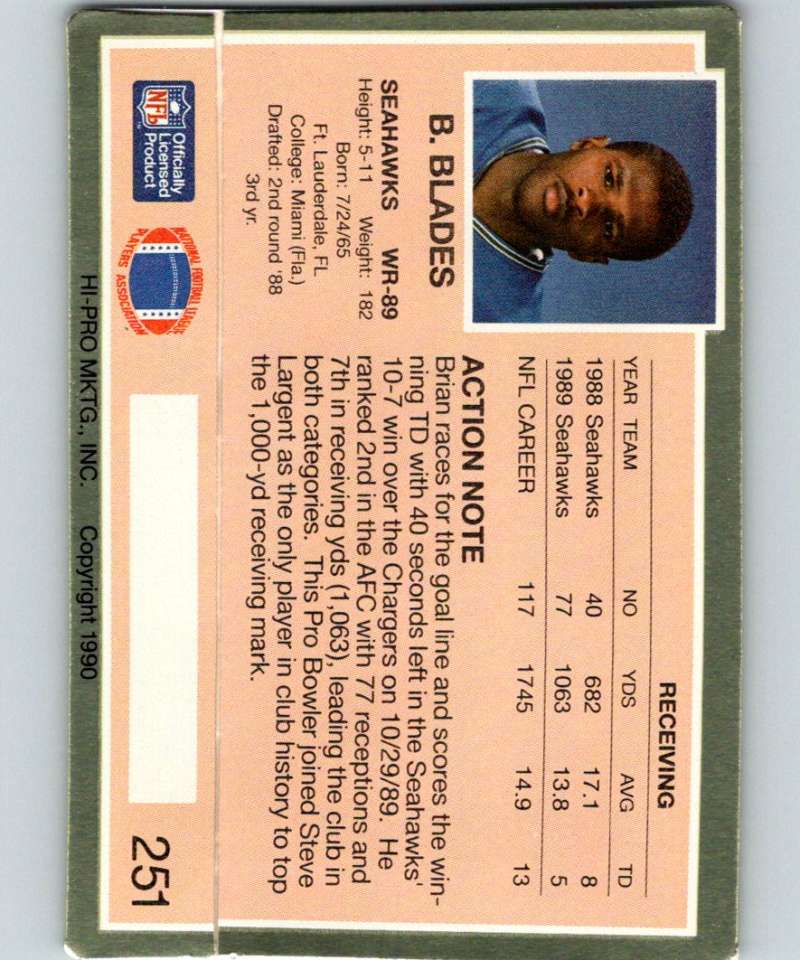 B. BLADES
SEAHAWKS WR-89
Height: 5-11 Weight: 182
Born: 7/24/65
Ft. Lauderdale, FL
College: Miami (Fla.)
Drafted: 2nd round '88
3rd yr.
RECEIVING
YEAR TEAM NO YDS AVG TD
1988 Seahawks 40 682 17.1 8
1989 Seahawks 77 1063 13.8 5
NFL CAREER 117 1745 14.9 13
ACTION NOTE
Brian races for the goal line and scores the win-
ning TD with 40 seconds left in the Seahawks'
10-7 win over the Chargers on 10/29/89. He
ranked 2nd in the AFC with 77 receptions and
7th in receiving yds (1,063), leading the club in
both categories. This Pro Bowler joined Steve
Largent as the only player in club history to top
the 1,000-yd receiving mark.
NFL
TM
Officially
Licensed
Product
NATIONAL FOOTBALL LEAGUE
PLAYERS ASSOCIATION
251
HI-PRO MKTG., INC. Copyright 1990